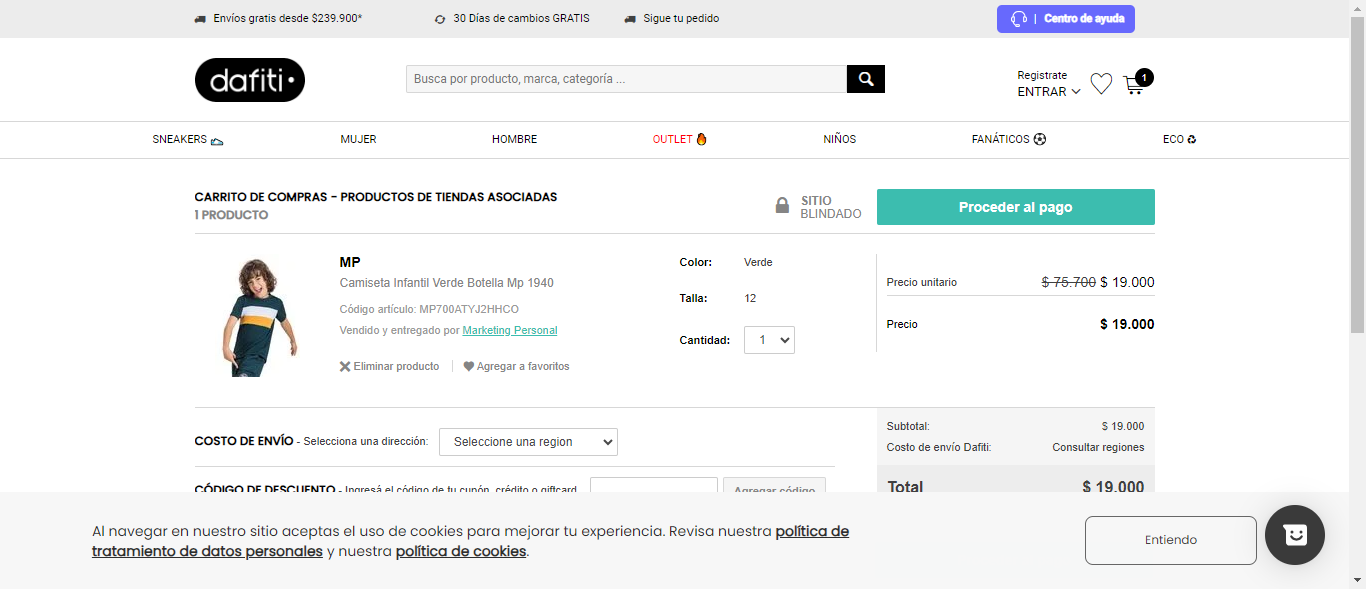 Envíos gratis desde $239.900*
30 Días de cambios GRATIS
Sigue tu pedido
| Centro de ayuda
dafiti
Busca por producto, marca, categoría ...
Registrate
ENTRAR
1
SNEAKERS
MUJER
HOMBRE
OUTLET
NIÑOS
FANÁTICOS
ECO
CARRITO DE COMPRAS - PRODUCTOS DE TIENDAS ASOCIADAS
1 PRODUCTO
SITIO
BLINDADO
Proceder al pago
MP
Camiseta Infantil Verde Botella Mp 1940
Código artículo: MP700ATYJ2HHCO
Vendido y entregado por Marketing Personal
Eliminar producto
Agregar a favoritos
Color: Verde
Talla: 12
Cantidad: 1
Precio unitario $ 75.700 $ 19.000
Precio $ 19.000
COSTO DE ENVÍO - Selecciona una dirección: Seleccione una region
Subtotal: $ 19.000
Costo de envío Dafiti: Consultar regiones
CÓDIGO DE DESCUENTO - Ingresá el código de tu cupón, crédito o giftcard Agregar código
Total $ 19.000
Al navegar en nuestro sitio aceptas el uso de cookies para mejorar tu experiencia. Revisa nuestra política de
tratamiento de datos personales y nuestra política de cookies.
Entiendo